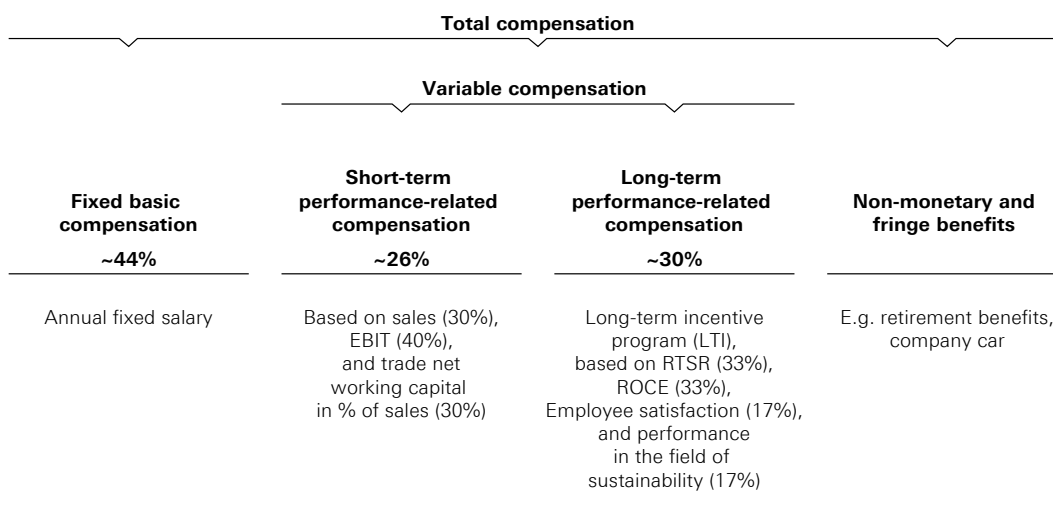 Total compensation
Variable compensation
Fixed basic
compensation
~44%
Short-term
performance-related
compensation
~26%
Long-term
performance-related
compensation
~30%
Non-monetary and
fringe benefits
Annual fixed salary
Based on sales (30%),
EBIT (40%),
and trade net
working capital
in % of sales (30%)
Long-term incentive
program (LTI),
based on RTSR (33%),
ROCE (33%),
Employee satisfaction (17%),
and performance
in the field of
sustainability (17%)
E.g. retirement benefits,
company car